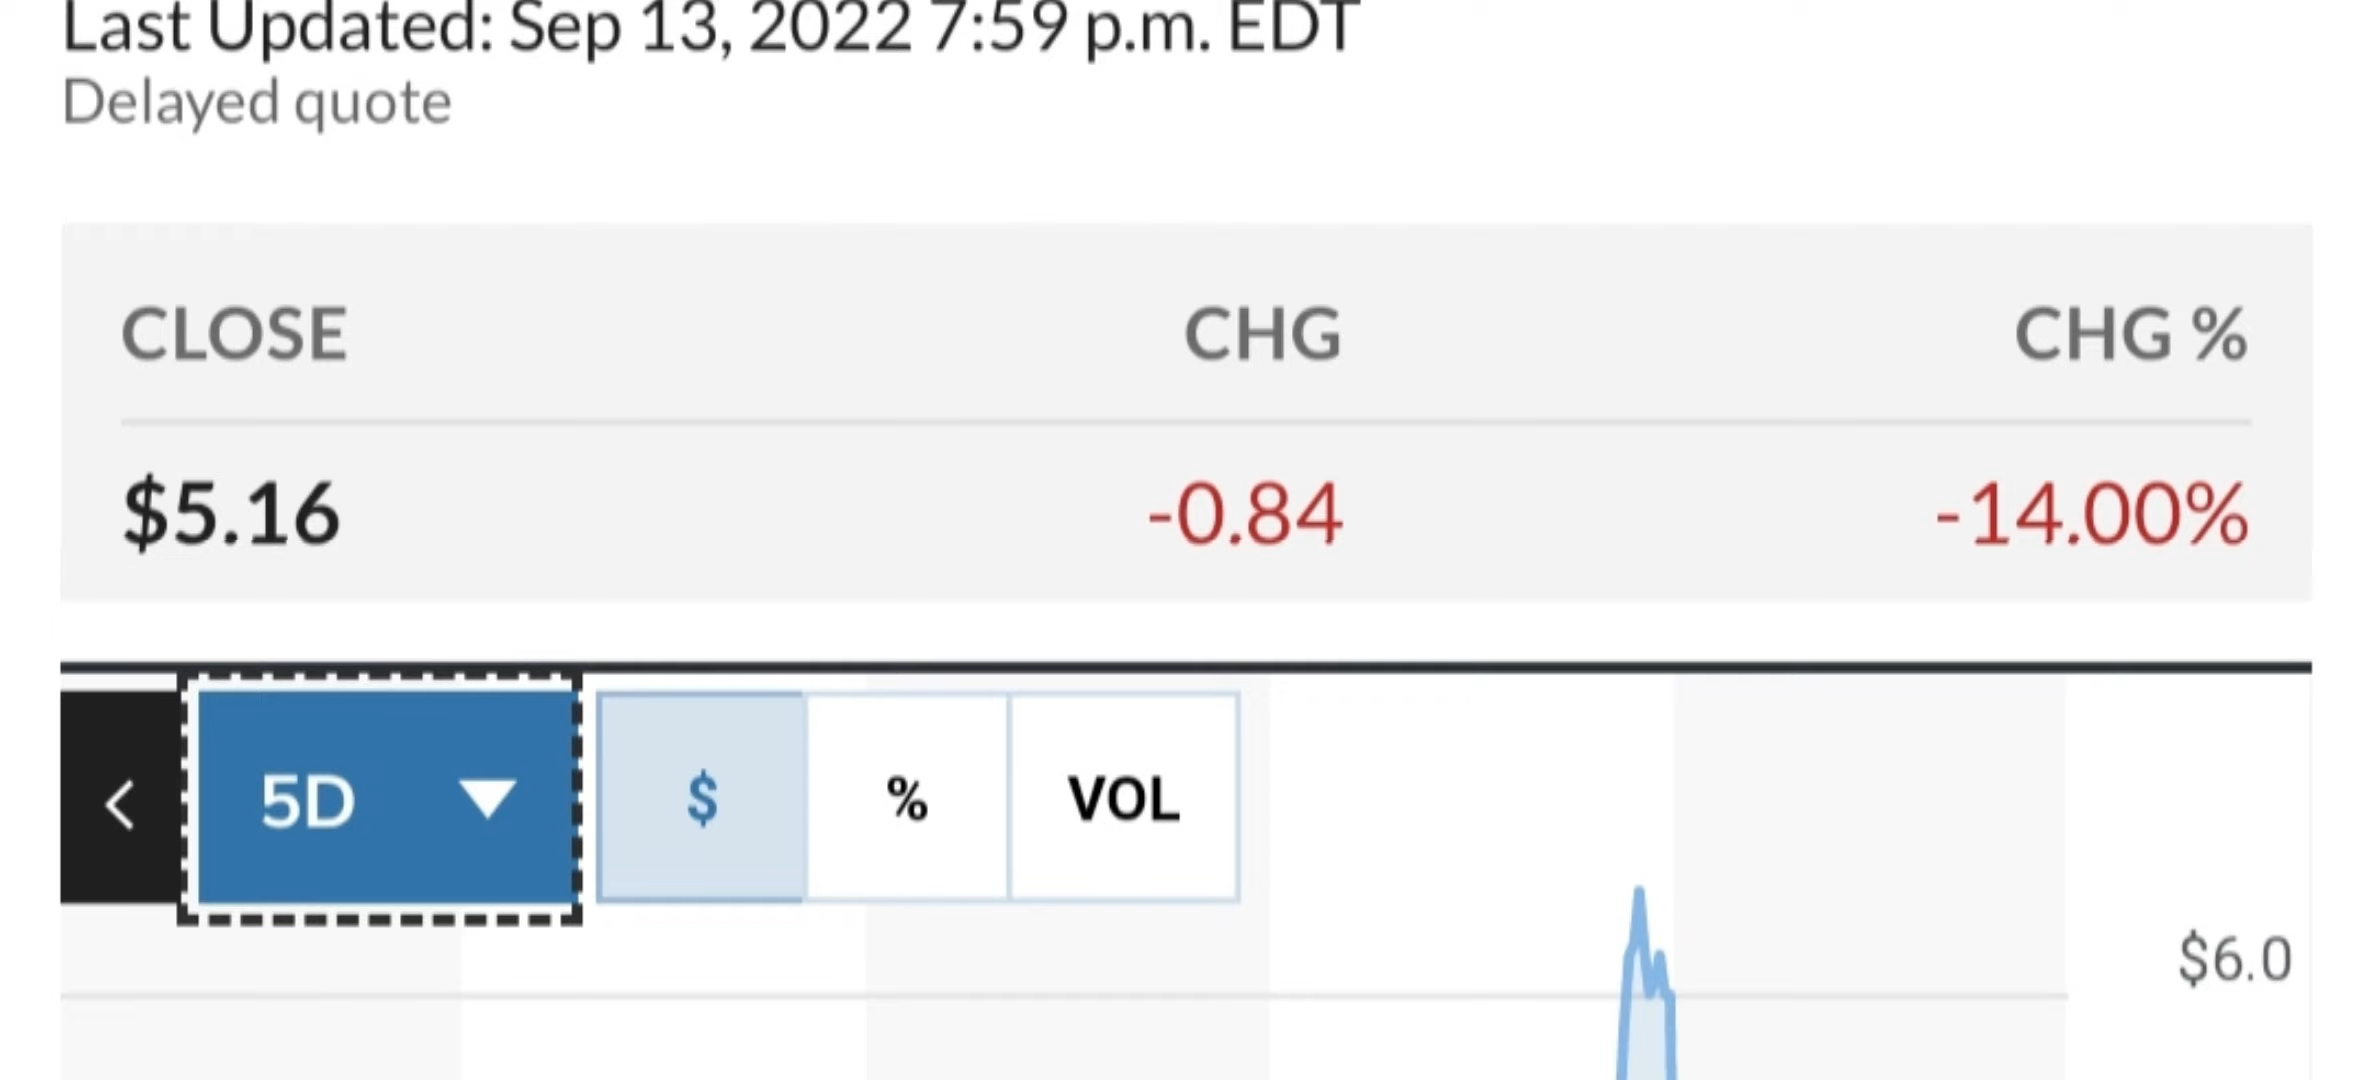 Last Updated: Sep 13, 2022 7:59 p.m. EDT
Delayed quote
CLOSE CHG CHG %
$5.16 -0.84 -14.00%
5D $ % VOL
$6.0